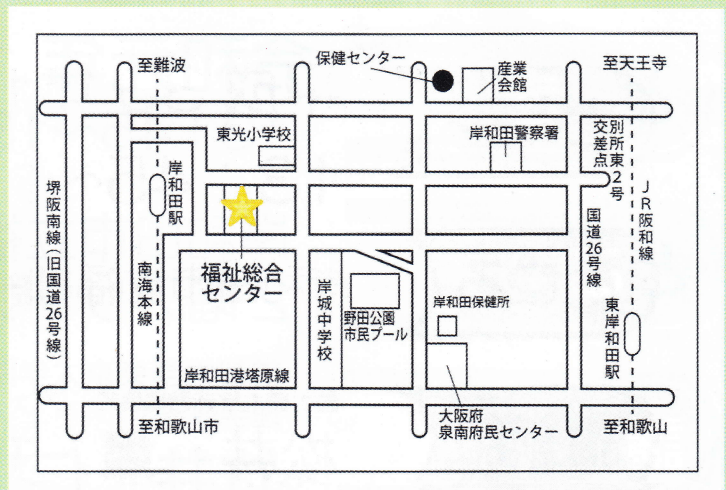 至難波
保健センター
産業
会館
至天王寺
東光小学校
岸和田警察署
別所東2号
交差点
岸和田駅
堺阪南線(旧国道26号線)
南海本線
福祉総合
センター
岸城中学校
野田公園
市民プール
岸和田保健所
国道26号線
JR阪和線
東岸和田駅
岸和田港塔原線
至和歌山市
大阪府
泉南府民センター
至和歌山